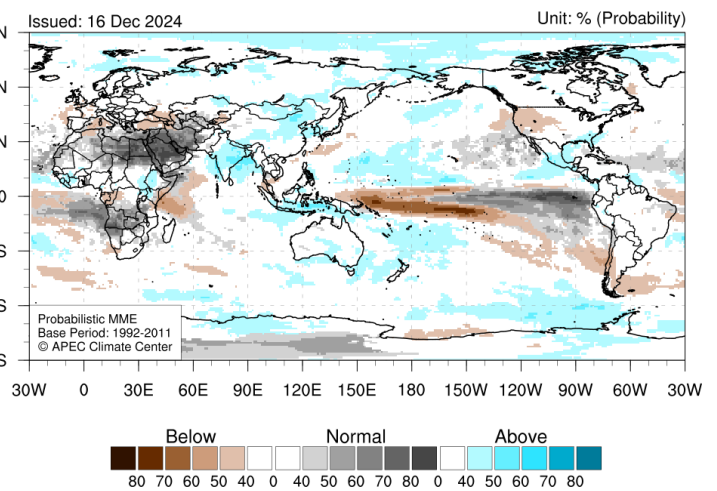 Issued: 16 Dec 2024
Unit: % (Probability)
N
N
N
0
S
S
S
Probabilistic MME
Base Period: 1992-2011
© APEC Climate Center
30W 0 30E 60E 90E 120E 150E 180 150W 120W 90W 60W 30W
Below Normal Above
80 70 60 50 40 0 40 50 60 70 80 0 40 50 60 70 80